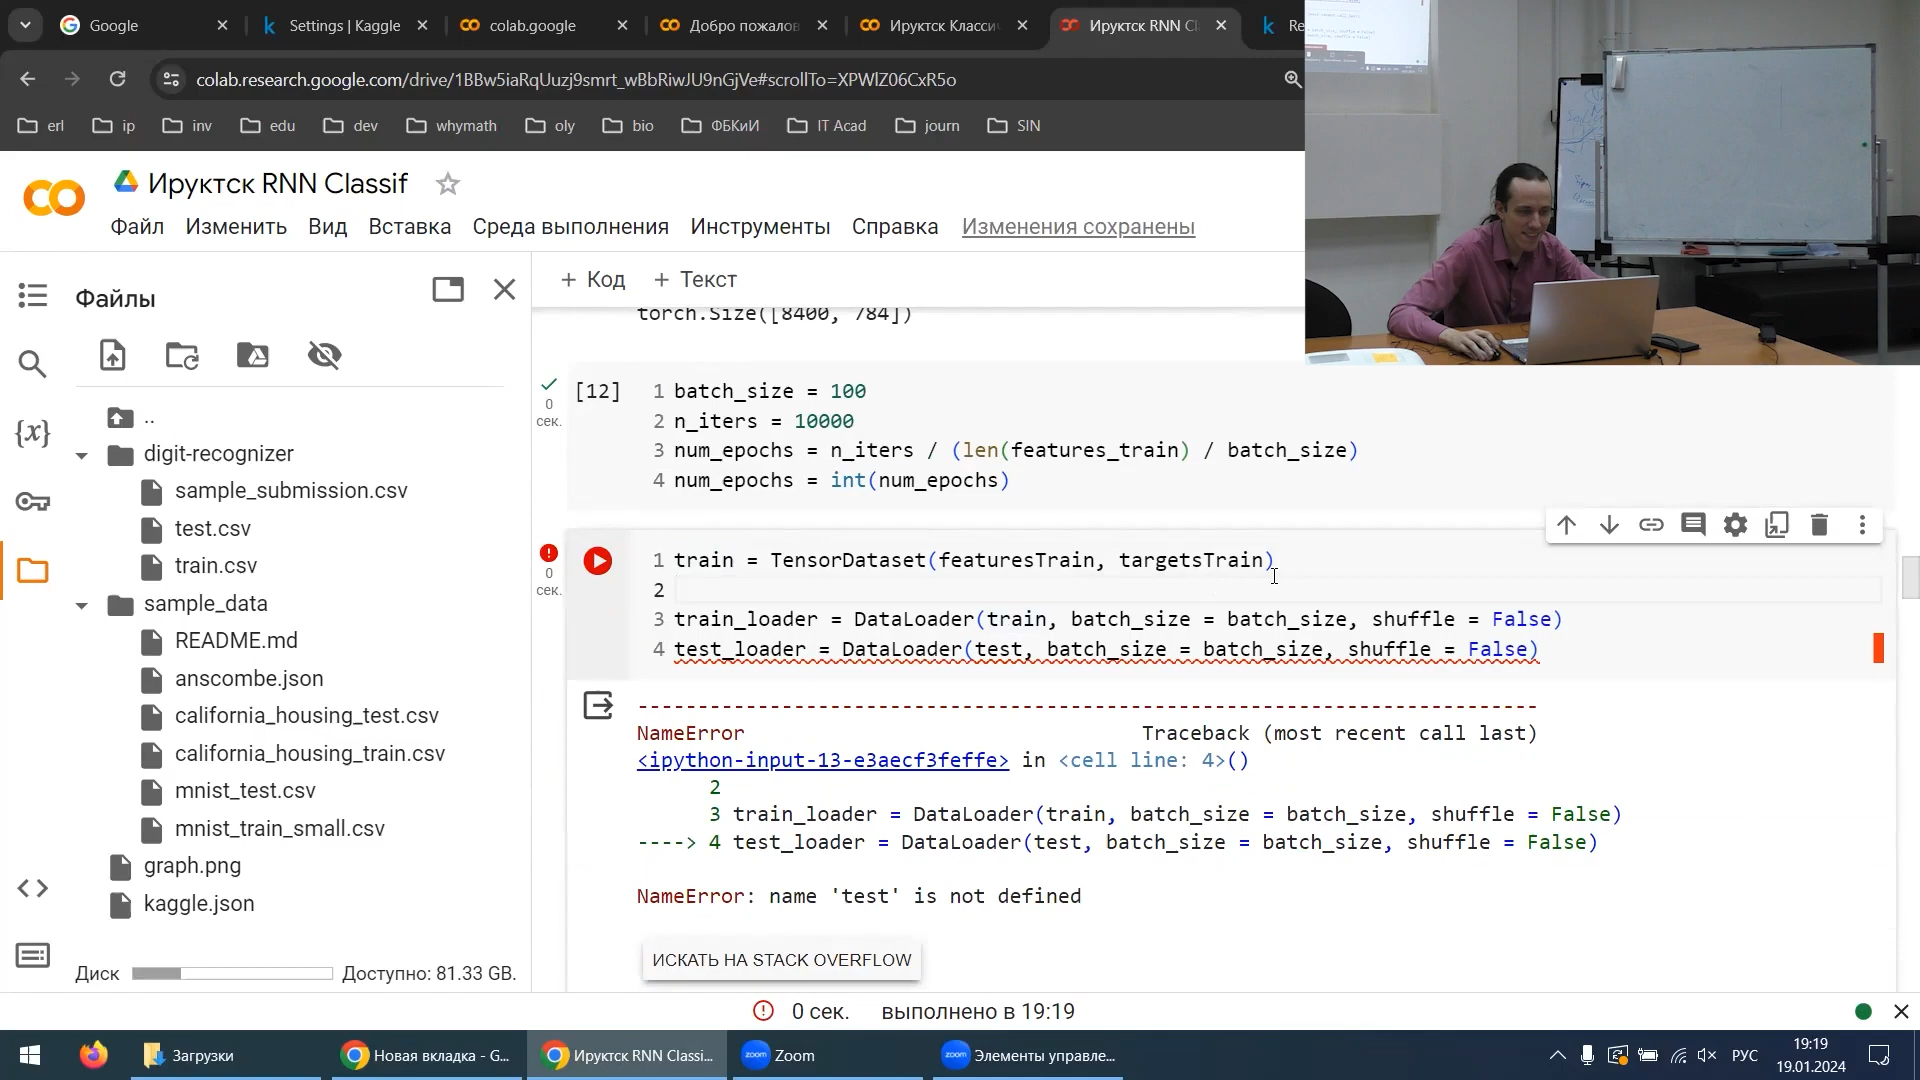 Google
Settings | Kaggle
colab.google
Добро пожалов
Ируктск Класси
Ируктск RNN Cl
Re
colab.research.google.com/drive/1BBw5iaRqUuzj9smrt_wBbRiwJU9nGjVe#scrollTo=XPWlZ06CxR5o
erl
ip
inv
edu
dev
whymath
oly
bio
ФБКиИ
IT Acad
journ
SIN
Ируктск RNN Classif
Файл
Изменить
Вид
Вставка
Среда выполнения
Инструменты
Справка
Изменения сохранены
Файлы
+ Код
+ Текст
..
digit-recognizer
sample_submission.csv
test.csv
train.csv
sample_data
README.md
anscombe.json
california_housing_test.csv
california_housing_train.csv
mnist_test.csv
mnist_train_small.csv
graph.png
kaggle.json
Диск
Доступно: 81.33 GB.
torch.Size([8400, 784])
0
сек.
[12]
1 batch_size = 100
2 n_iters = 10000
3 num_epochs = n_iters / (len(features_train) / batch_size)
4 num_epochs = int(num_epochs)
0
сек.
1 train = TensorDataset(featuresTrain, targetsTrain)
2
3 train_loader = DataLoader(train, batch_size = batch_size, shuffle = False)
4 test_loader = DataLoader(test, batch_size = batch_size, shuffle = False)
---------------------------------------------------------------------------
NameError                                 Traceback (most recent call last)
<ipython-input-13-e3aecf3feffe> in <cell line: 4>()
2
3 train_loader = DataLoader(train, batch_size = batch_size, shuffle = False)
----> 4 test_loader = DataLoader(test, batch_size = batch_size, shuffle = False)
NameError: name 'test' is not defined
ИСКАТЬ НА STACK OVERFLOW
0 сек.
выполнено в 19:19
Загрузки
Новая вкладка - G...
Ируктск RNN Classi...
Zoom
Элементы управле...
РУС
19:19
19.01.2024